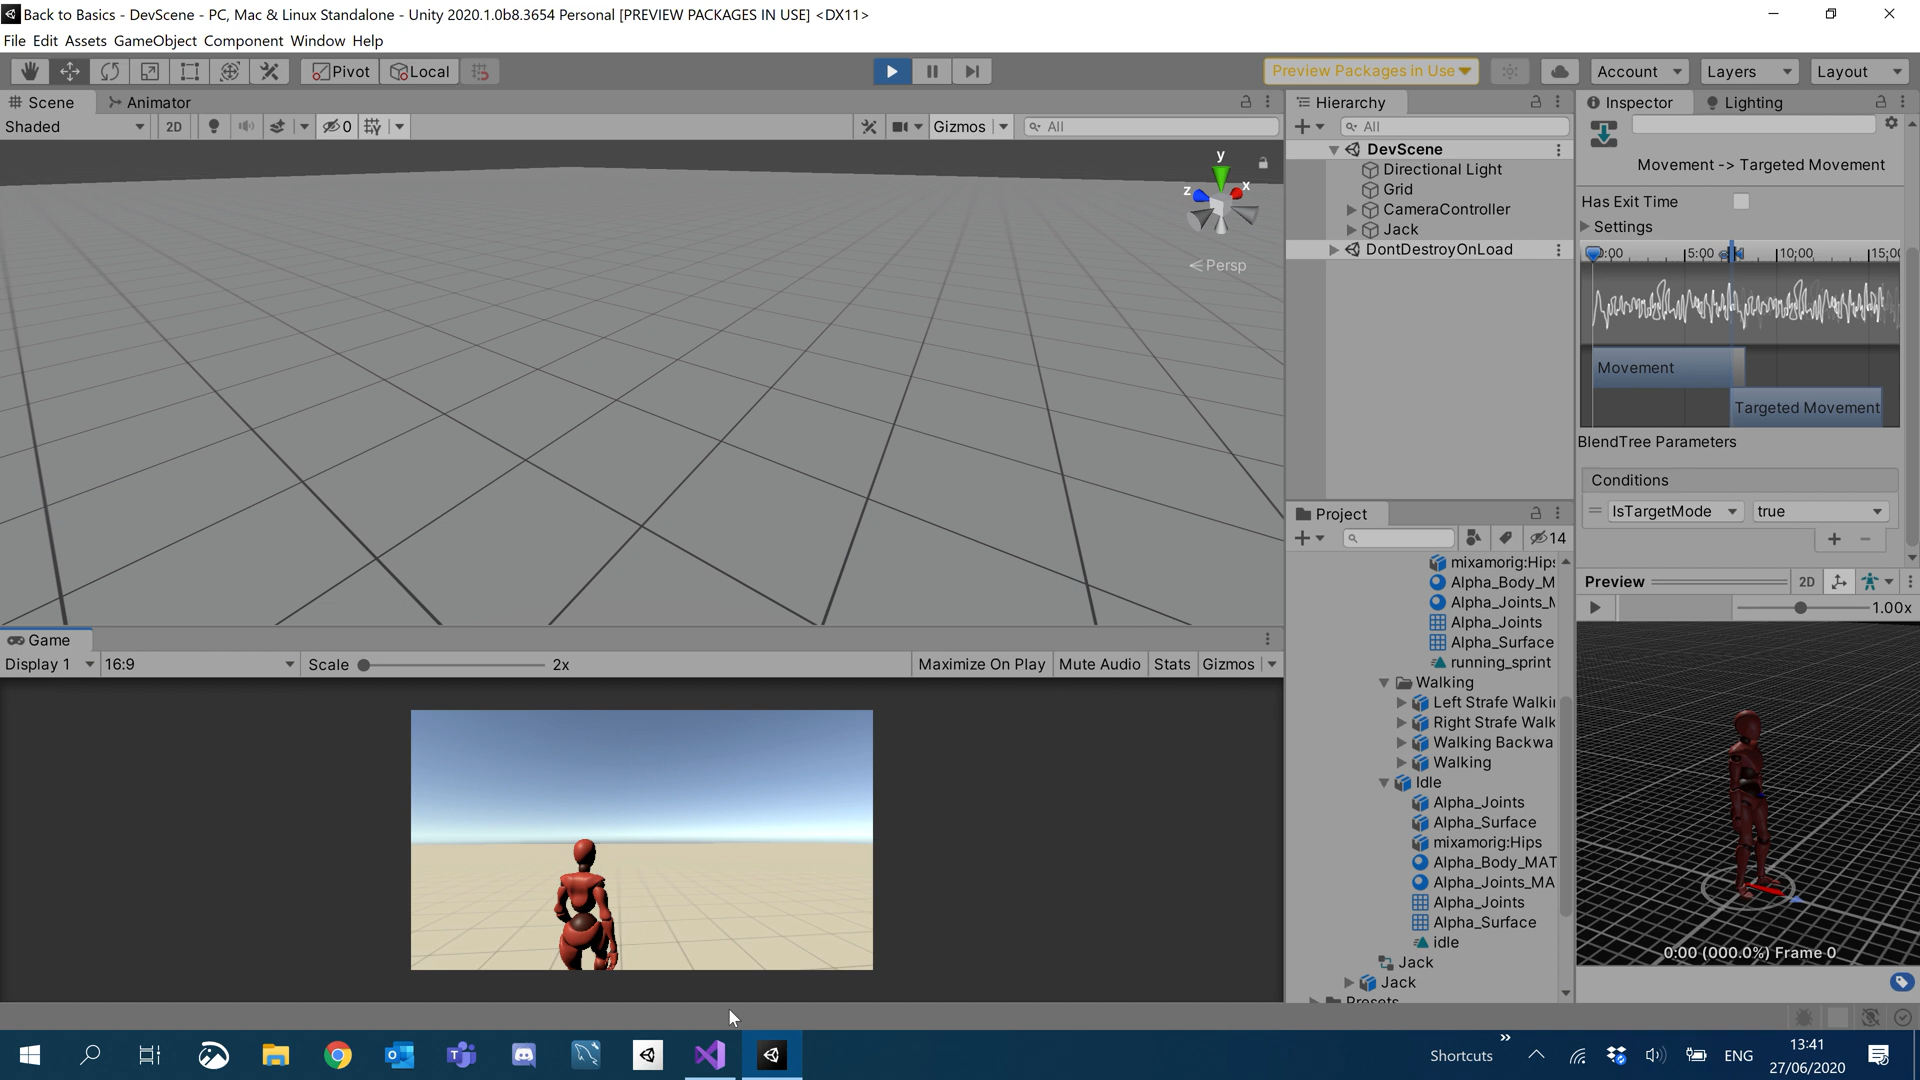 Back to Basics - DevScene - PC, Mac & Linux Standalone - Unity 2020.1.0b8.3654 Personal [PREVIEW PACKAGES IN USE] <DX11>
File Edit Assets GameObject Component Window Help
Pivot Local Preview Packages in Use Account Layers Layout
Scene Animator
Shaded 2D 0 Gizmos All
y
x
z
Persp
Game
Display 1 16:9 Scale 2x Maximize On Play Mute Audio Stats Gizmos
Hierarchy
All
DevScene
Directional Light
Grid
CameraController
Jack
DontDestroyOnLoad
Project
14
mixamorig:Hips
Alpha_Body_M
Alpha_Joints_M
Alpha_Joints
Alpha_Surface
running_sprint
Walking
Left Strafe Walkin
Right Strafe Walk
Walking Backwa
Walking
Idle
Alpha_Joints
Alpha_Surface
mixamorig:Hips
Alpha_Body_MAT
Alpha_Joints_MA
Alpha_Joints
Alpha_Surface
idle
Jack
Jack
Presets
Inspector Lighting
Movement -> Targeted Movement
Has Exit Time
Settings
0:00 5:00 10:00 15:00
Movement
Targeted Movement
BlendTree Parameters
Conditions
IsTargetMode true
Preview 2D
1.00x
0:00 (000.0%) Frame 0
Shortcuts ENG 13:41
27/06/2020